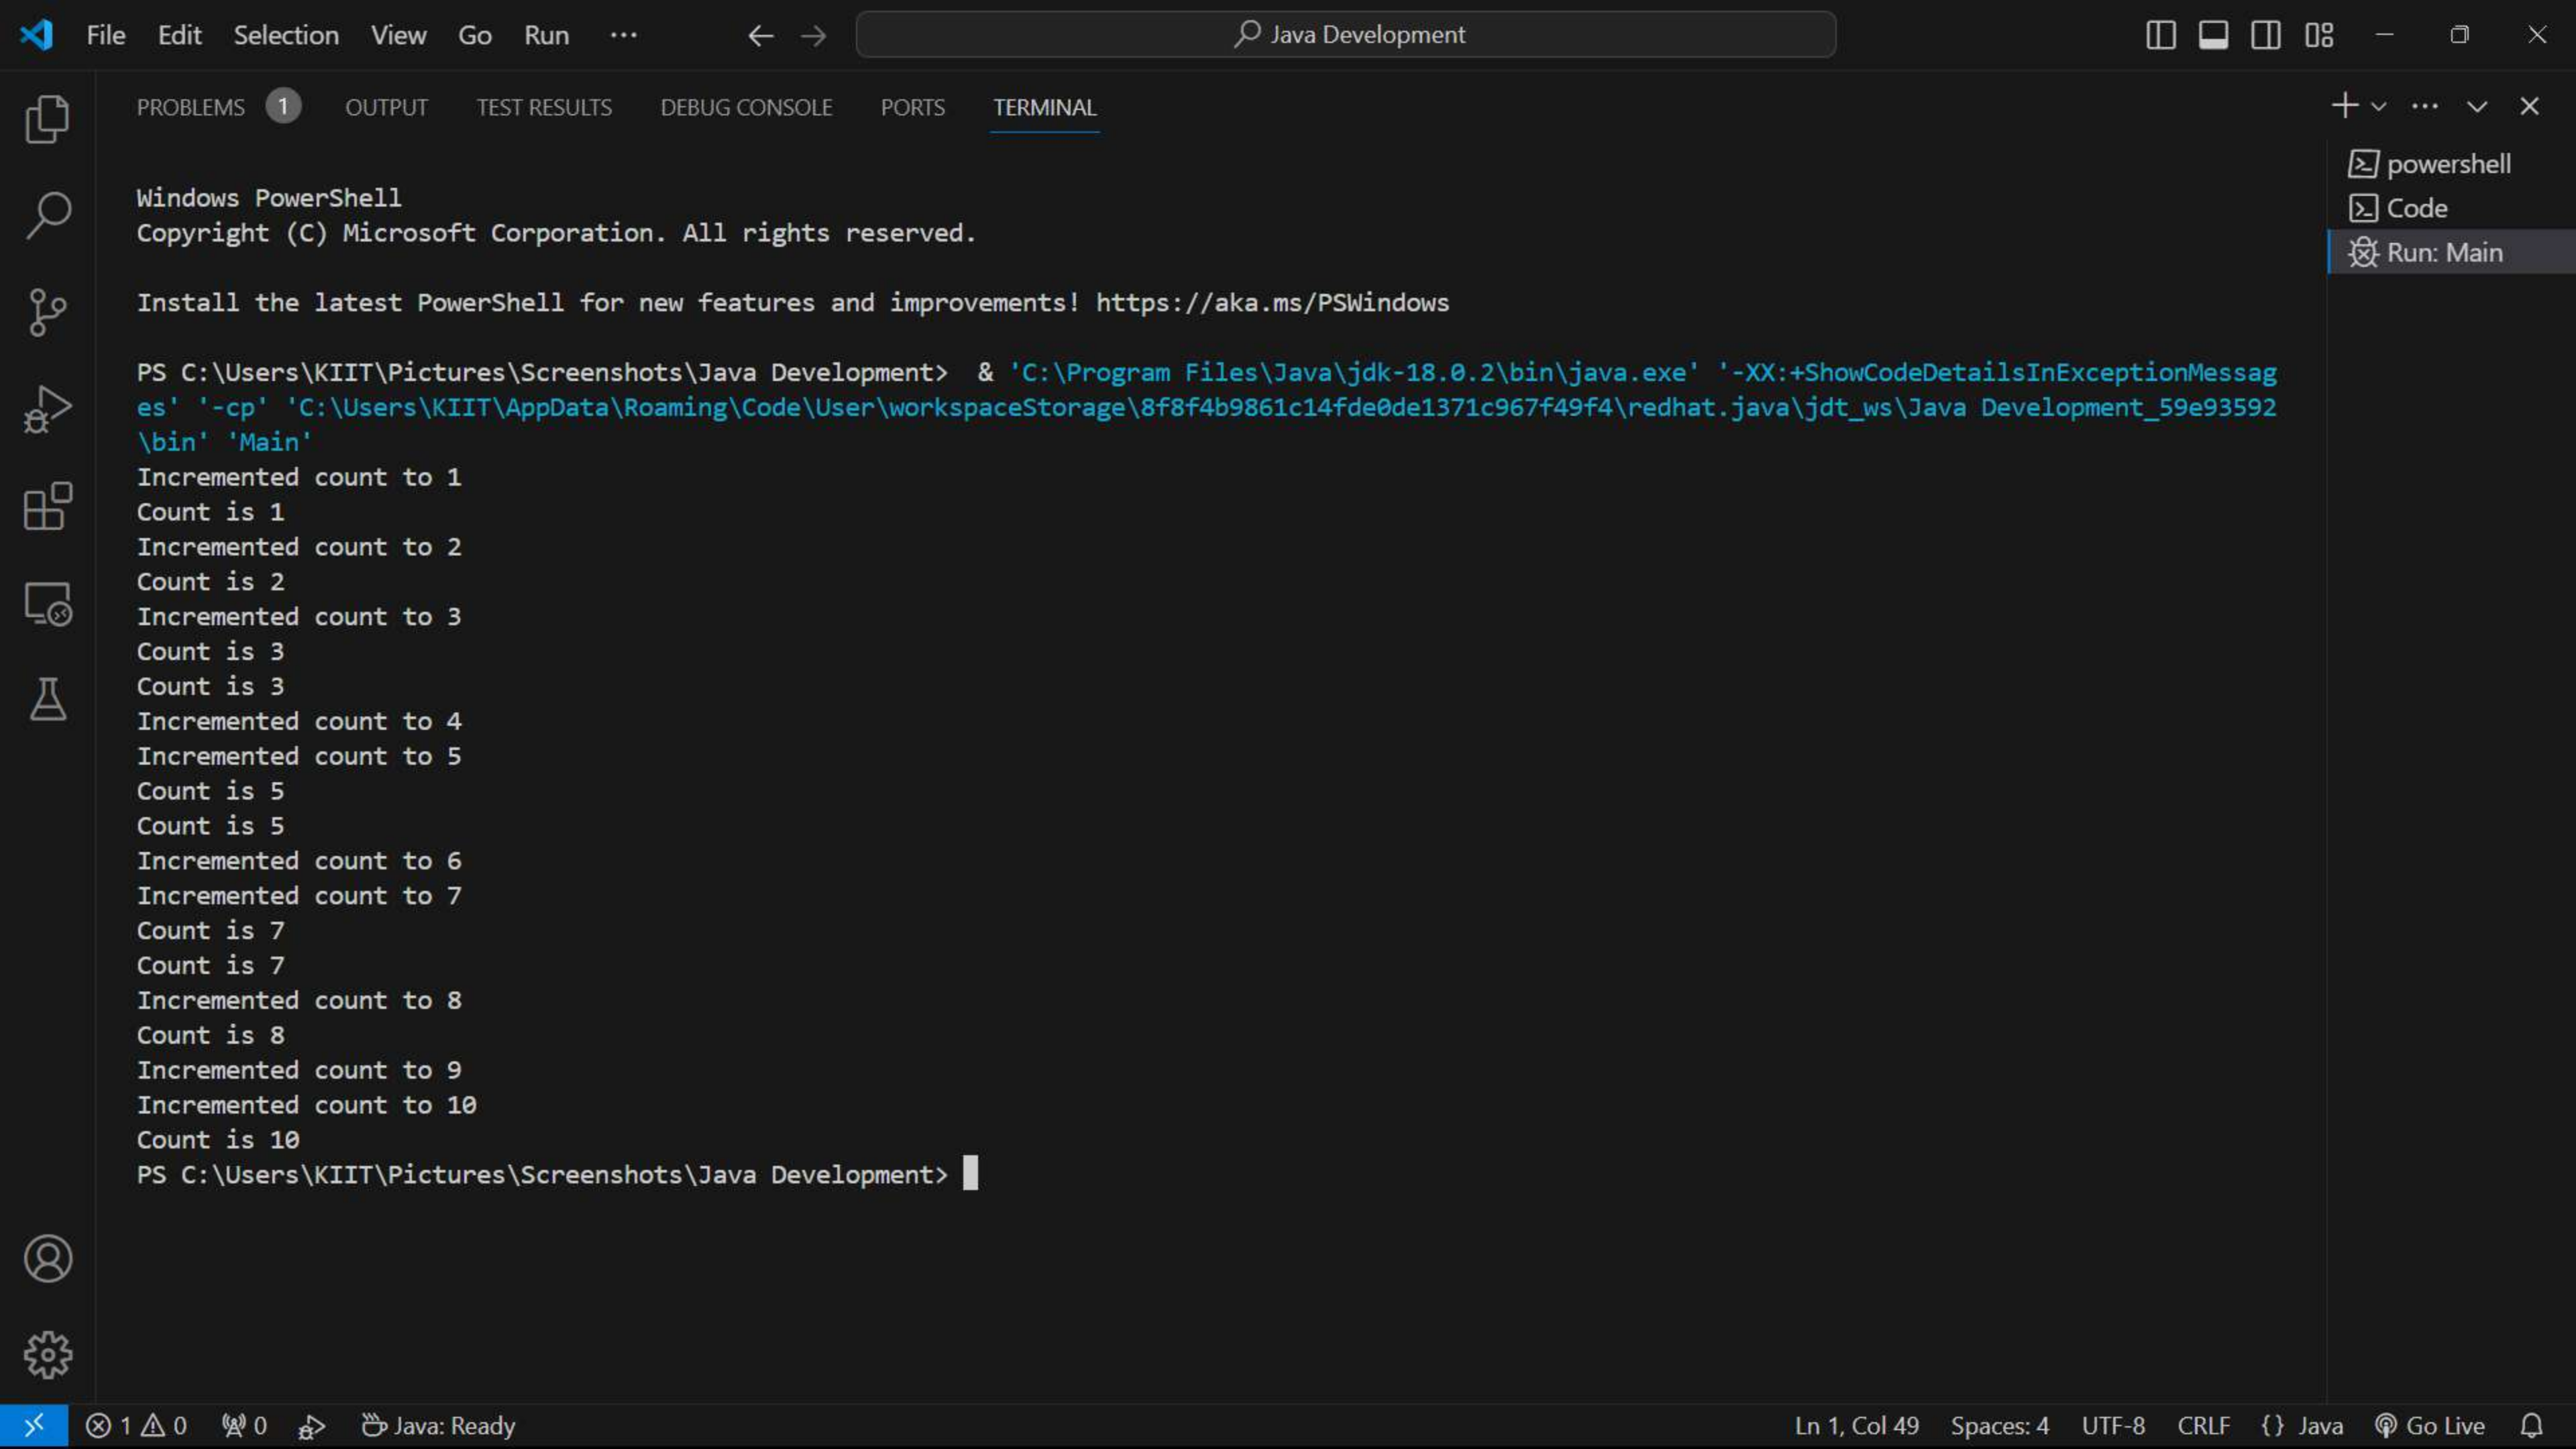 File Edit Selection View Go Run ··· Java Development
PROBLEMS 1 OUTPUT TEST RESULTS DEBUG CONSOLE PORTS TERMINAL
powershell
Code
Run: Main
Windows PowerShell
Copyright (C) Microsoft Corporation. All rights reserved.
Install the latest PowerShell for new features and improvements! https://aka.ms/PSWindows
PS C:\Users\KIIT\Pictures\Screenshots\Java Development>  & 'C:\Program Files\Java\jdk-18.0.2\bin\java.exe' '-XX:+ShowCodeDetailsInExceptionMessag
es' '-cp' 'C:\Users\KIIT\AppData\Roaming\Code\User\workspaceStorage\8f8f4b9861c14fde0de1371c967f49f4\redhat.java\jdt_ws\Java Development_59e93592
\bin' 'Main'
Incremented count to 1
Count is 1
Incremented count to 2
Count is 2
Incremented count to 3
Count is 3
Count is 3
Incremented count to 4
Incremented count to 5
Count is 5
Count is 5
Incremented count to 6
Incremented count to 7
Count is 7
Count is 7
Incremented count to 8
Count is 8
Incremented count to 9
Incremented count to 10
Count is 10
PS C:\Users\KIIT\Pictures\Screenshots\Java Development>
1 0 0 Java: Ready Ln 1, Col 49 Spaces: 4 UTF-8 CRLF {} Java Go Live